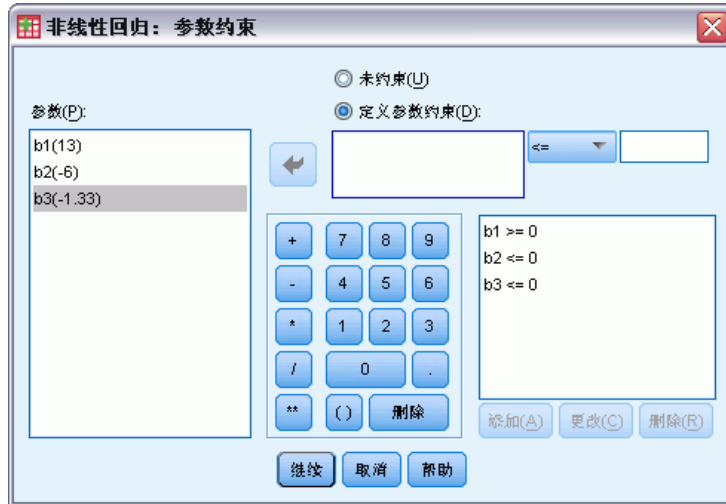 非线性回归：参数约束
未约束(U)
参数(P):
定义参数约束(D):
b1(13)
b2(-6)
b3(-1.33)
<=
+ 7 8 9
- 4 5 6
* 1 2 3
/ 0 .
** ( ) 删除
b1 >= 0
b2 <= 0
b3 <= 0
添加(A) 更改(C) 删除(R)
继续 取消 帮助